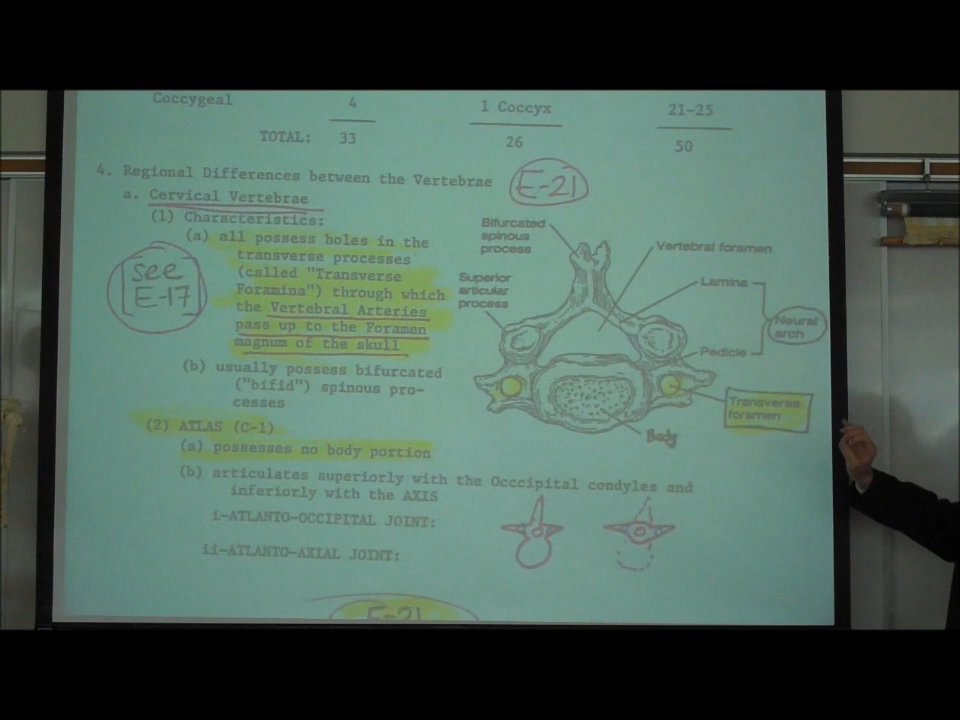 Coccygeal 4 1 Coccyx 21-25
TOTAL: 33 26 50
4. Regional Differences between the Vertebrae E-21
a. Cervical Vertebrae
(1) Characteristics:
(a) all possess holes in the
transverse processes
(called "Transverse
Foramina") through which
the Vertebral Arteries
pass up to the Foramen
magnum of the skull
[see
E-17]
(b) usually possess bifurcated
("bifid") spinous pro-
cesses
(2) ATLAS (C-1)
(a) possesses no body portion
(b) articulates superiorly with the Occcipital condyles and
inferiorly with the AXIS
i-ATLANTO-OCCIPITAL JOINT:
ii-ATLANTO-AXIAL JOINT:
E-21
Bifurcated
spinous
process
Superior
articular
process
Vertebral foramen
Lamina
Neural
arch
Pedicle
Transverse
foramen
Body